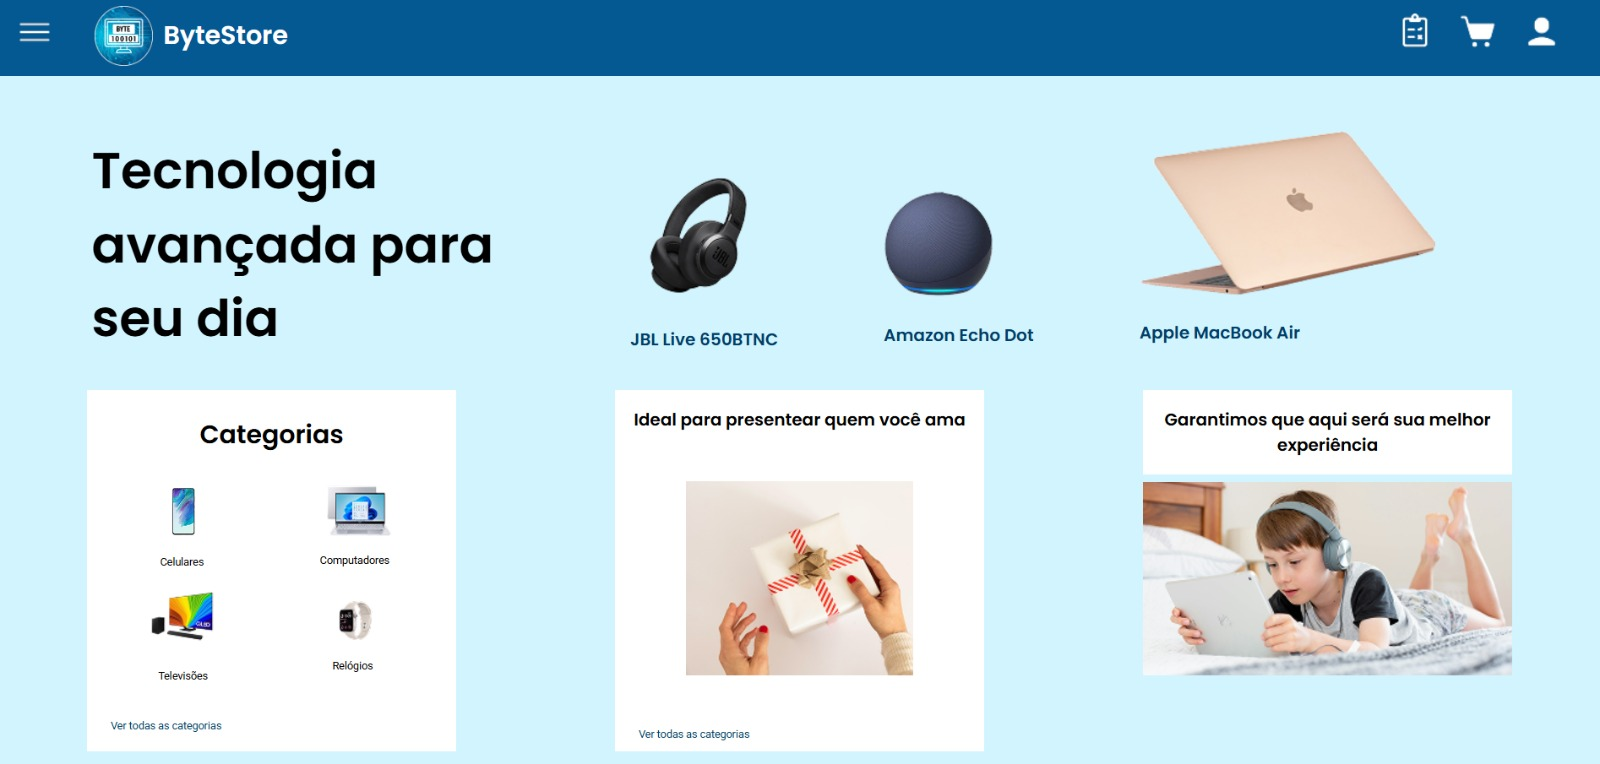 BYTE
100101
ByteStore
Tecnologia
avançada para
seu dia
JBL
JBL Live 650BTNC
Amazon Echo Dot
Apple MacBook Air
Categorias
Celulares
Computadores
OLED
Televisões
Relógios
Ver todas as categorias
Ideal para presentear quem você ama
Ver todas as categorias
Garantimos que aqui será sua melhor
experiência